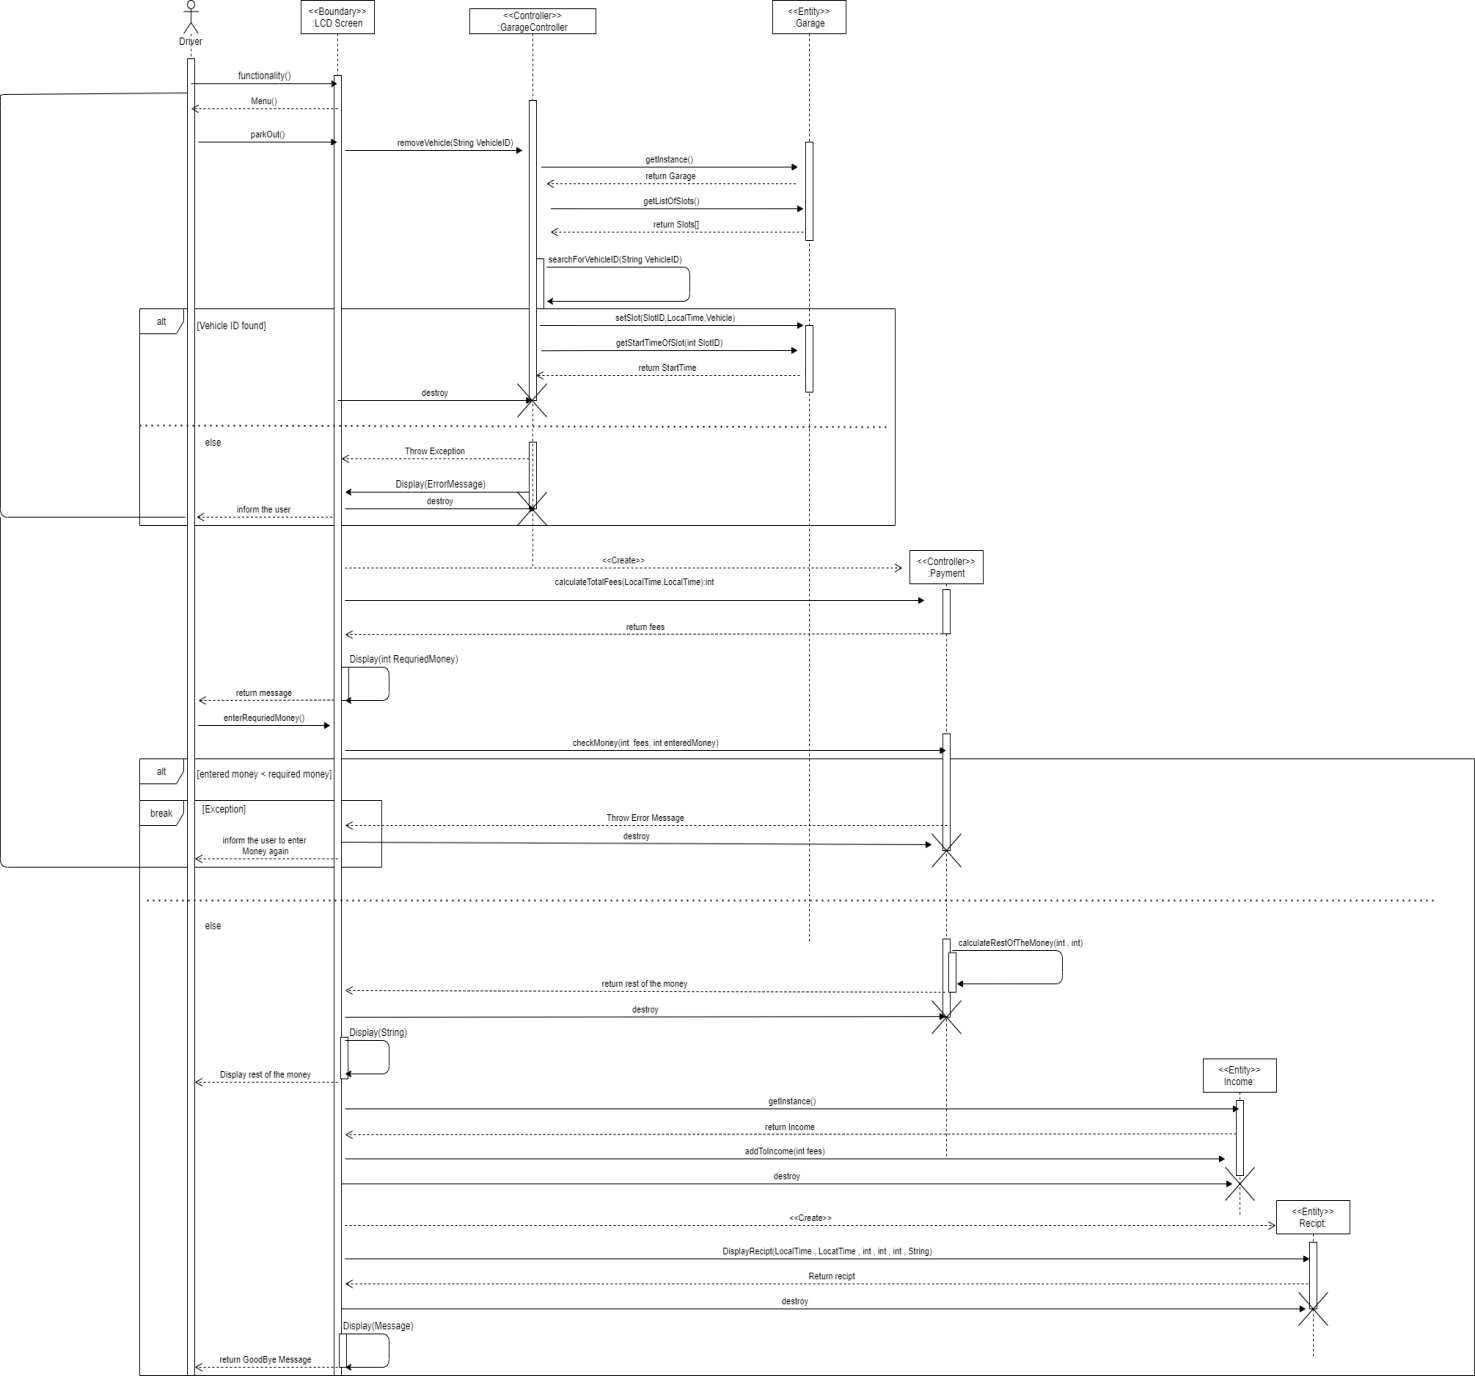 <<Boundary>>
:LCD Screen
<<Controller>>
:GarageController
<<Entity>>
:Garage
Driver
functionality()
Menu()
parkOut()
removeVehicle(String VehicleID)
getInstance()
return Garage
getListOfSlots()
return Slots[]
searchForVehicleID(String VehicleID)
alt
[Vehicle ID found]
setSlot(SlotID,LocalTime,Vehicle)
getStartTimeOfSlot(int SlotID)
return StartTime
destroy
else
Throw Exception
Display(ErrorMessage)
destroy
inform the user
<<Create>>
<<Controller>>
:Payment
calculateTotalFees(LocalTime,LocalTime):int
return fees
Display(int RequriedMoney)
return message
enterRequriedMoney()
checkMoney(int  fees, int enteredMoney)
alt
[entered money < required money]
break
[Exception]
Throw Error Message
destroy
inform the user to enter
Money again
else
calculateRestOfTheMoney(int , int)
return rest of the money
destroy
Display(String)
Display rest of the money
<<Entity>>
Income:
getInstance()
return Income
addToIncome(int fees)
destroy
<<Create>>
<<Entity>>
Recipt:
DisplayRecipt(LocalTime , LocatTime , int , int , int , String)
Return recipt
destroy
Display(Message)
return GoodBye Message